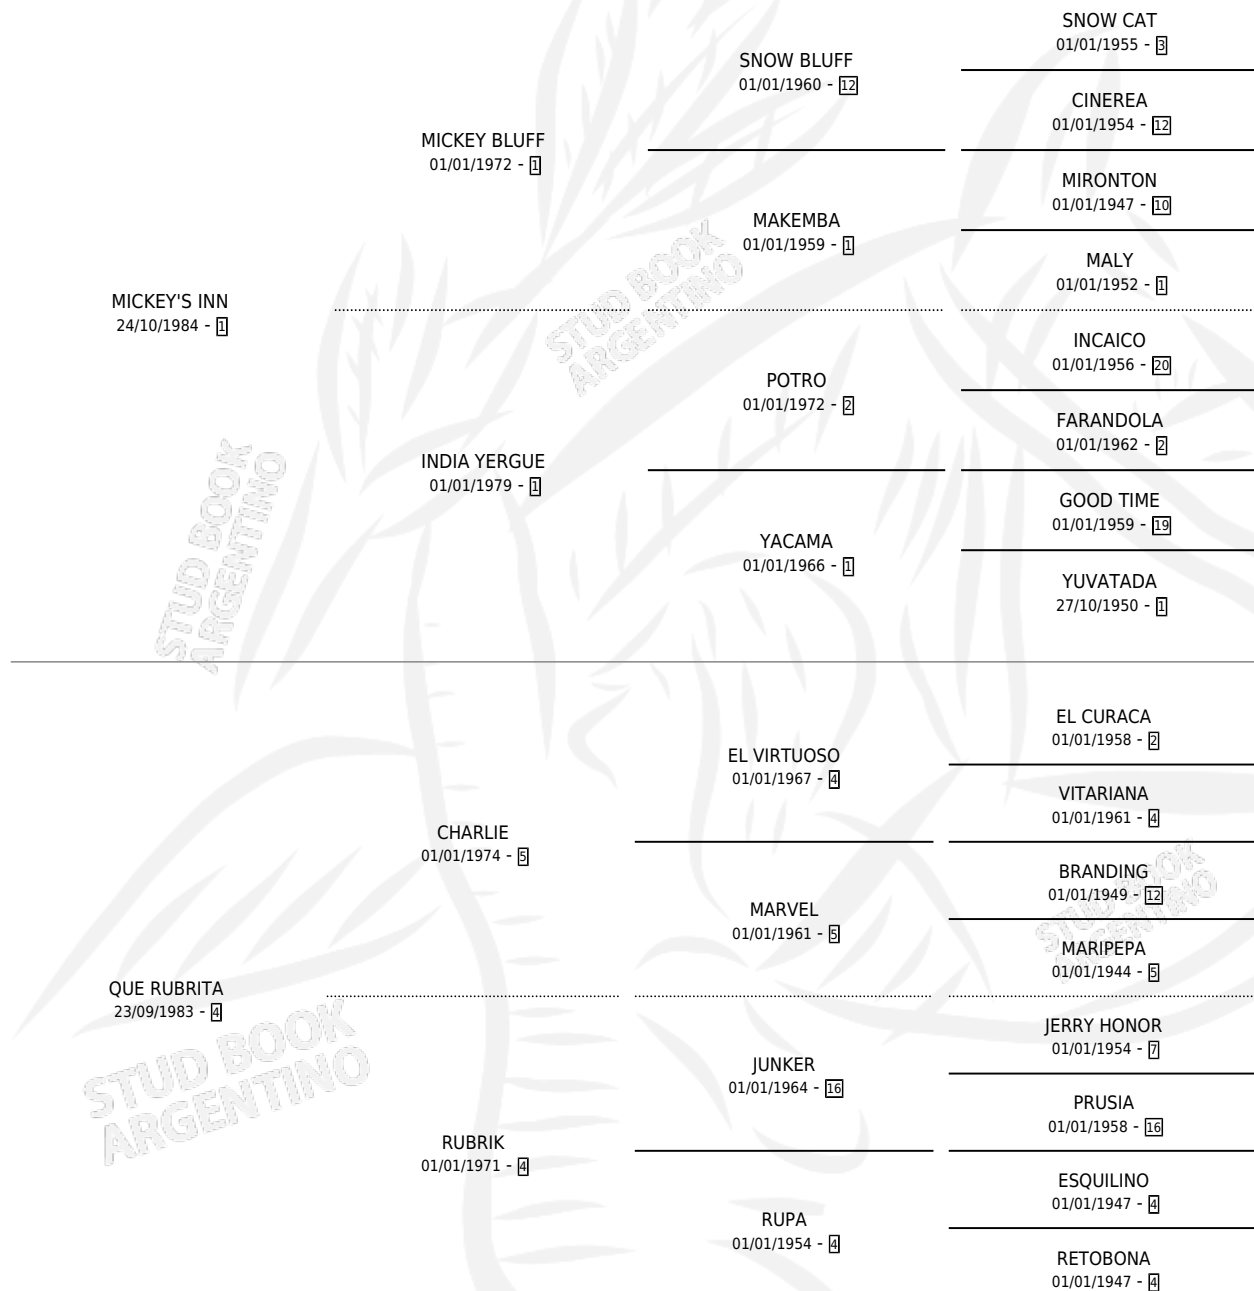 SNOW CAT
01/01/1955 - 3
SNOW BLUFF
01/01/1960 - 12
CINEREA
01/01/1954 - 12
MICKEY BLUFF
01/01/1972 - 1
MIRONTON
01/01/1947 - 10
MAKEMBA
01/01/1959 - 1
MALY
01/01/1952 - 1
MICKEY'S INN
24/10/1984 - 1
INCAICO
01/01/1956 - 20
POTRO
01/01/1972 - 2
FARANDOLA
01/01/1962 - 2
INDIA YERGUE
01/01/1979 - 1
GOOD TIME
01/01/1959 - 19
YACAMA
01/01/1966 - 1
YUVATADA
27/10/1950 - 1
EL CURACA
01/01/1958 - 2
EL VIRTUOSO
01/01/1967 - 4
VITARIANA
01/01/1961 - 4
CHARLIE
01/01/1974 - 5
BRANDING
01/01/1949 - 12
MARVEL
01/01/1961 - 5
MARIPEPA
01/01/1944 - 5
QUE RUBRITA
23/09/1983 - 4
JERRY HONOR
01/01/1954 - 7
JUNKER
01/01/1964 - 16
PRUSIA
01/01/1958 - 16
RUBRIK
01/01/1971 - 4
ESQUILINO
01/01/1947 - 4
RUPA
01/01/1954 - 4
RETOBONA
01/01/1947 - 4
STUD BOOK
ARGENTINO
STUD BOOK
ARGENTINO
STUD BOOK
ARGENTINO
STUD BOOK
ARGENTINO